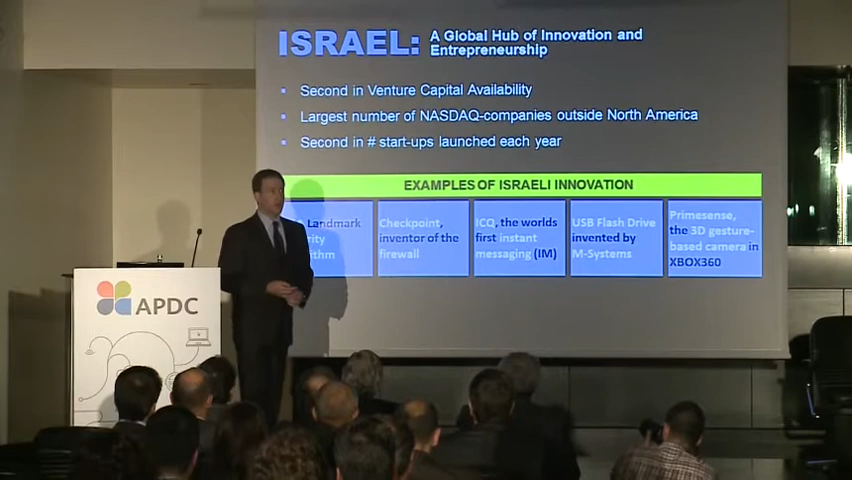 ISRAEL: A Global Hub of Innovation and
Entrepreneurship
▪ Second in Venture Capital Availability
▪ Largest number of NASDAQ-companies outside North America
▪ Second in # start-ups launched each year
EXAMPLES OF ISRAELI INNOVATION
Landmark
Checkpoint,
inventor of the
firewall
ICQ, the worlds
first instant
messaging (IM)
USB Flash Drive
invented by
M-Systems
Primesense,
the 3D gesture-
based camera in
XBOX360
APDC